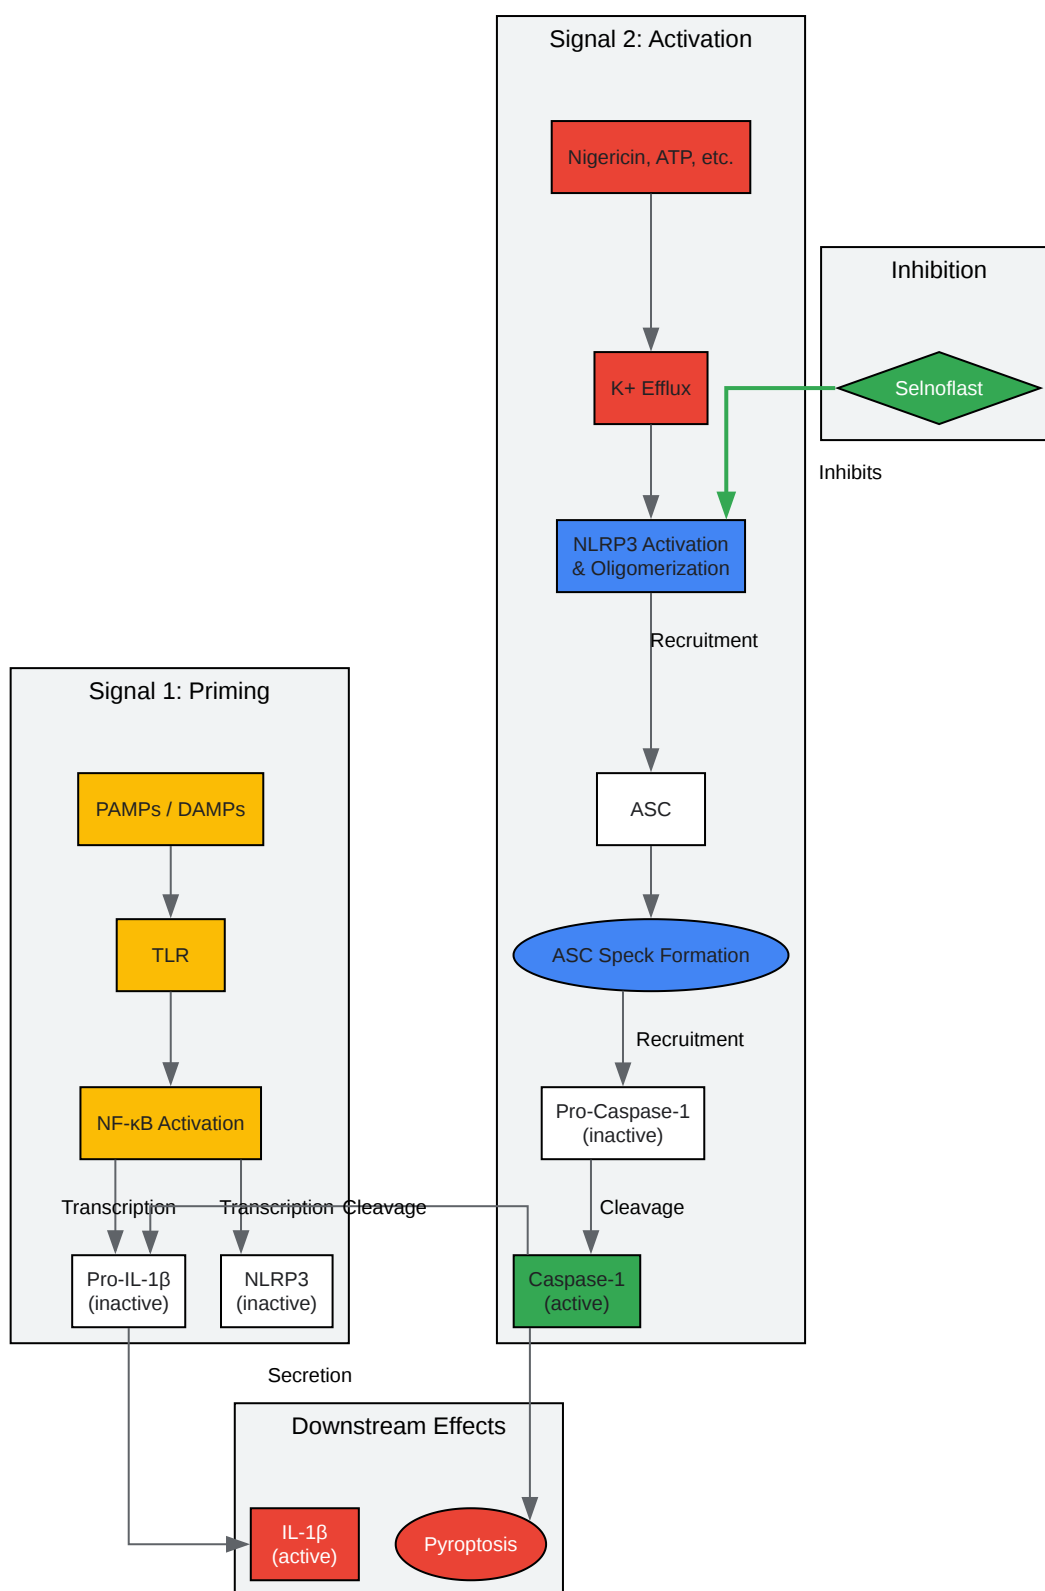 Signal 2: Activation
Nigericin, ATP, etc.
Inhibition
K+ Efflux
Selnoflast
Inhibits
NLRP3 Activation
& Oligomerization
Recruitment
Signal 1: Priming
PAMPs / DAMPs
ASC
TLR
ASC Speck Formation
Recruitment
NF-κB Activation
Pro-Caspase-1
(inactive)
Transcription
Transcription
Cleavage
Cleavage
Pro-IL-1β
(inactive)
NLRP3
(inactive)
Caspase-1
(active)
Secretion
Downstream Effects
IL-1β
(active)
Pyroptosis